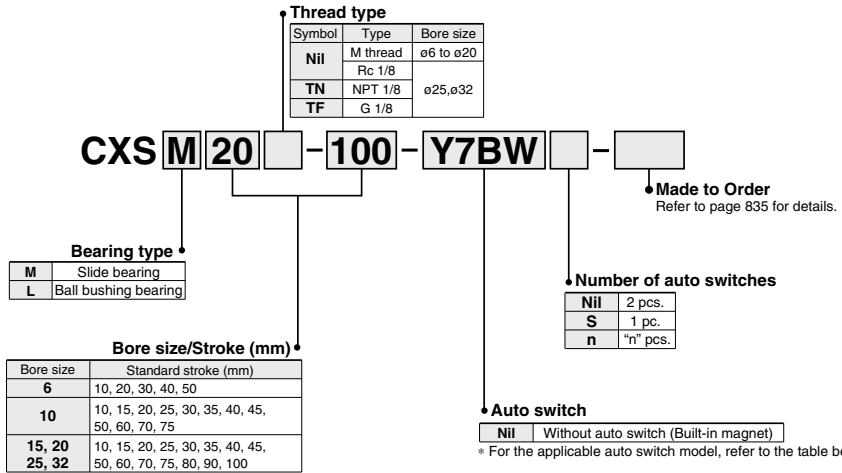 Thread type
Symbol Type Bore size
Nil M thread ø6 to ø20
Rc 1/8 ø25,ø32
TN NPT 1/8
TF G 1/8
CXS M 20 – 100 – Y7BW –
Made to Order
Refer to page 835 for details.
Bearing type
M Slide bearing
L Ball bushing bearing
Number of auto switches
Nil 2 pcs.
S 1 pc.
n “n” pcs.
Bore size/Stroke (mm)
Bore size Standard stroke (mm)
6 10, 20, 30, 40, 50
10 10, 15, 20, 25, 30, 35, 40, 45,
50, 60, 70, 75
15, 20 10, 15, 20, 25, 30, 35, 40, 45,
25, 32 50, 60, 70, 75, 80, 90, 100
Auto switch
Nil Without auto switch (Built-in magnet)
∗ For the applicable auto switch model, refer to the table